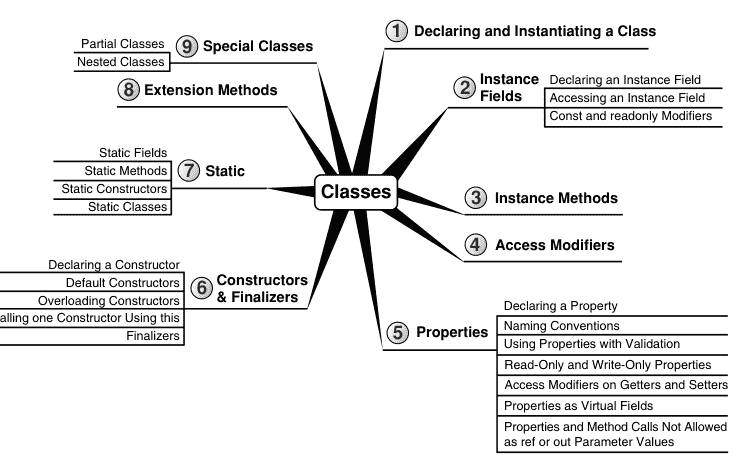 Classes
1 Declaring and Instantiating a Class
2 Instance
Fields
Declaring an Instance Field
Accessing an Instance Field
Const and readonly Modifiers
3 Instance Methods
4 Access Modifiers
5 Properties
Declaring a Property
Naming Conventions
Using Properties with Validation
Read-Only and Write-Only Properties
Access Modifiers on Getters and Setters
Properties as Virtual Fields
Properties and Method Calls Not Allowed
as ref or out Parameter Values
6 Constructors
& Finalizers
Declaring a Constructor
Default Constructors
Overloading Constructors
alling one Constructor Using this
Finalizers
7 Static
Static Fields
Static Methods
Static Constructors
Static Classes
8 Extension Methods
9 Special Classes
Partial Classes
Nested Classes